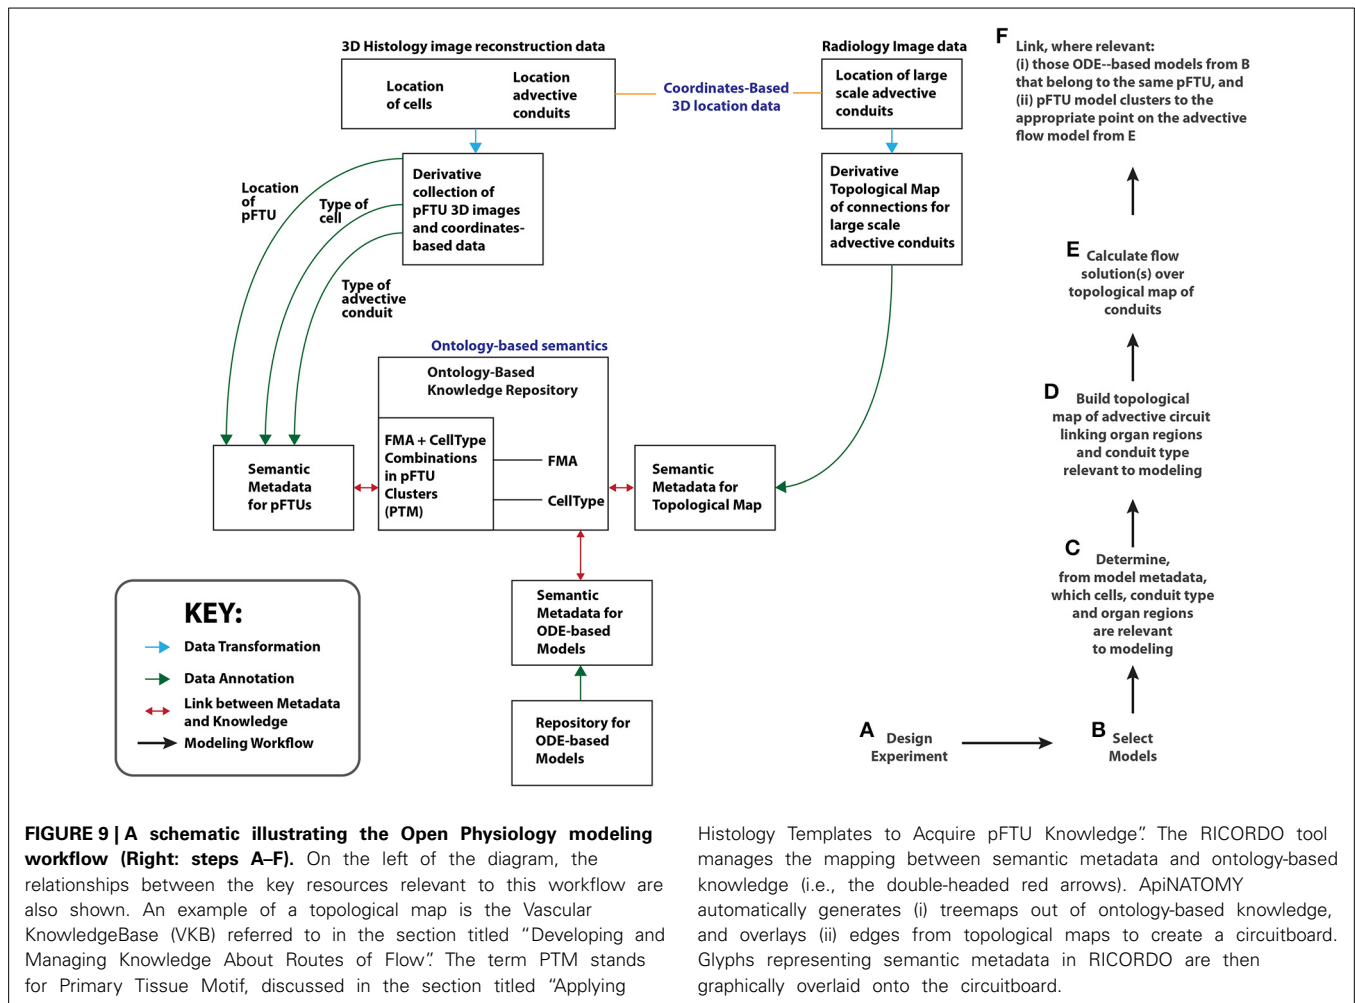 3D Histology image reconstruction data
Location
of cells
Location
advective
conduits
Coordinates-Based
3D location data
Radiology Image data
Location of large
scale advective
conduits
Derivative
collection of
pFTU 3D images
and coordinates-
based data
Derivative
Topological Map
of connections for
large scale
advective conduits
Location
of
pFTU
Type of
cell
Type of
advective
conduit
Ontology-based semantics
Ontology-Based
Knowledge Repository
FMA + CellType
Combinations
in pFTU
Clusters
(PTM)
FMA
CellType
Semantic
Metadata
for pFTUs
Semantic
Metadata for
Topological Map
Semantic
Metadata for
ODE-based
Models
Repository for
ODE-based
Models
KEY:
Data Transformation
Data Annotation
Link between Metadata
and Knowledge
Modeling Workflow
F
Link, where relevant:
(i) those ODE--based models from B
that belong to the same pFTU, and
(ii) pFTU model clusters to the
appropriate point on the advective
flow model from E
E
Calculate flow
solution(s) over
topological map of
conduits
D
Build topological
map of advective circuit
linking organ regions
and conduit type
relevant to modeling
C
Determine,
from model metadata,
which cells, conduit type
and organ regions
are relevant
to modeling
A
Design
Experiment
B
Select
Models
FIGURE 9 | A schematic illustrating the Open Physiology modeling
workflow (Right: steps A–F). On the left of the diagram, the
relationships between the key resources relevant to this workflow are
also shown. An example of a topological map is the Vascular
KnowledgeBase (VKB) referred to in the section titled “Developing and
Managing Knowledge About Routes of Flow”. The term PTM stands
for Primary Tissue Motif, discussed in the section titled “Applying
Histology Templates to Acquire pFTU Knowledge”. The RICORDO tool
manages the mapping between semantic metadata and ontology-based
knowledge (i.e., the double-headed red arrows). ApiNATOMY
automatically generates (i) treemaps out of ontology-based knowledge,
and overlays (ii) edges from topological maps to create a circuitboard.
Glyphs representing semantic metadata in RICORDO are then
graphically overlaid onto the circuitboard.